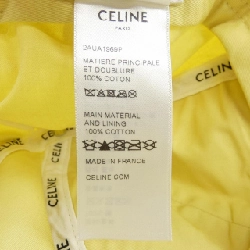 CELINE
PARIS
MATIERE PRINCIPALE
ET DOUBLURE
100% COTON
MAIN MATERIAL
AND LINING
100% COTTON
MADE IN FRANCE
CELINE
CELINE
CELINE
CELINE